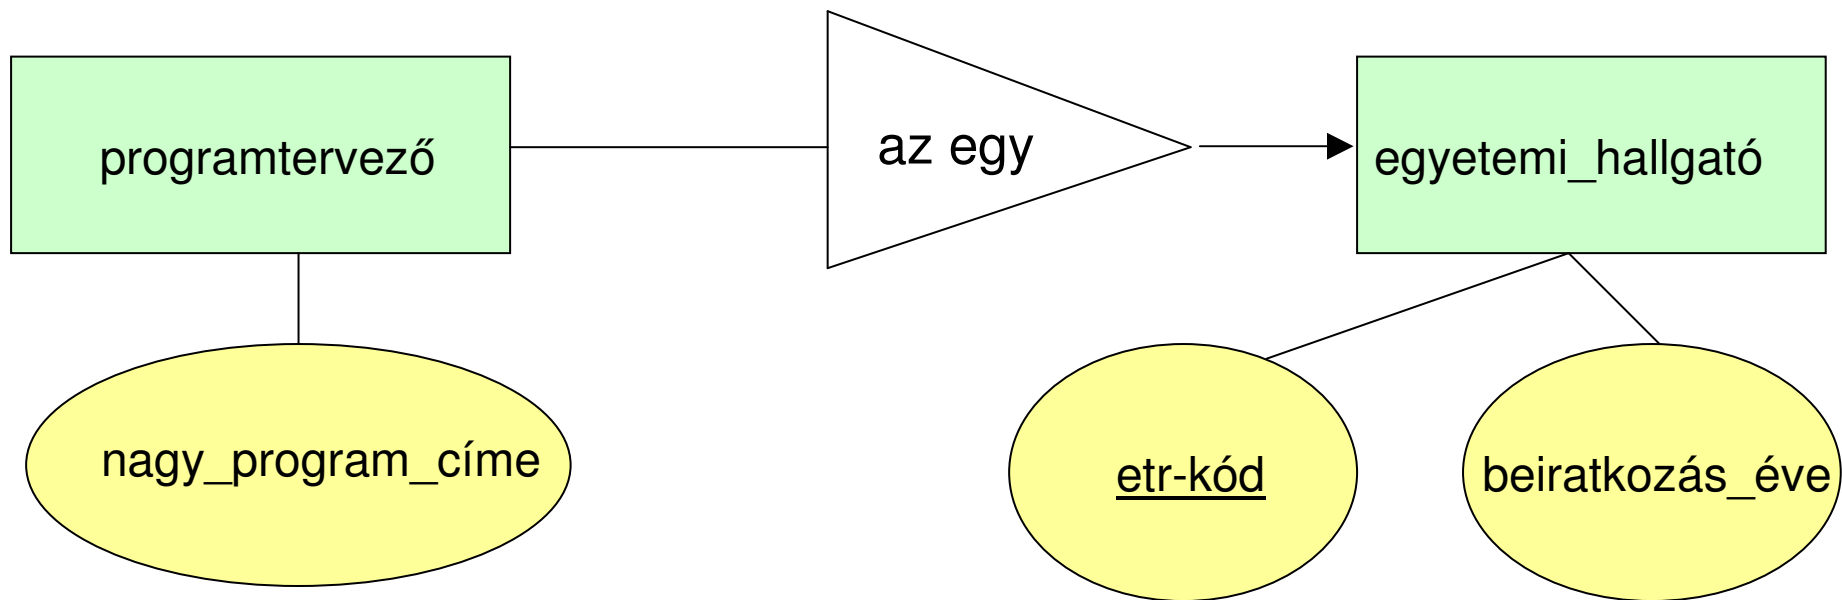 programtervező
az egy
egyetemi_hallgató
nagy_program_címe
etr-kód
beiratkozás_éve